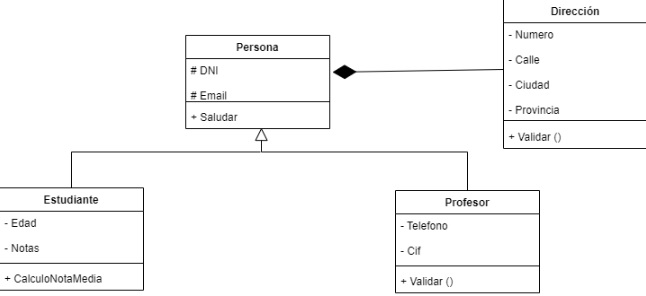 Persona
# DNI
# Email
+ Saludar
Dirección
- Numero
- Calle
- Ciudad
- Provincia
+ Validar ()
Estudiante
- Edad
- Notas
+ CalculoNotaMedia
Profesor
- Telefono
- Cif
+ Validar ()